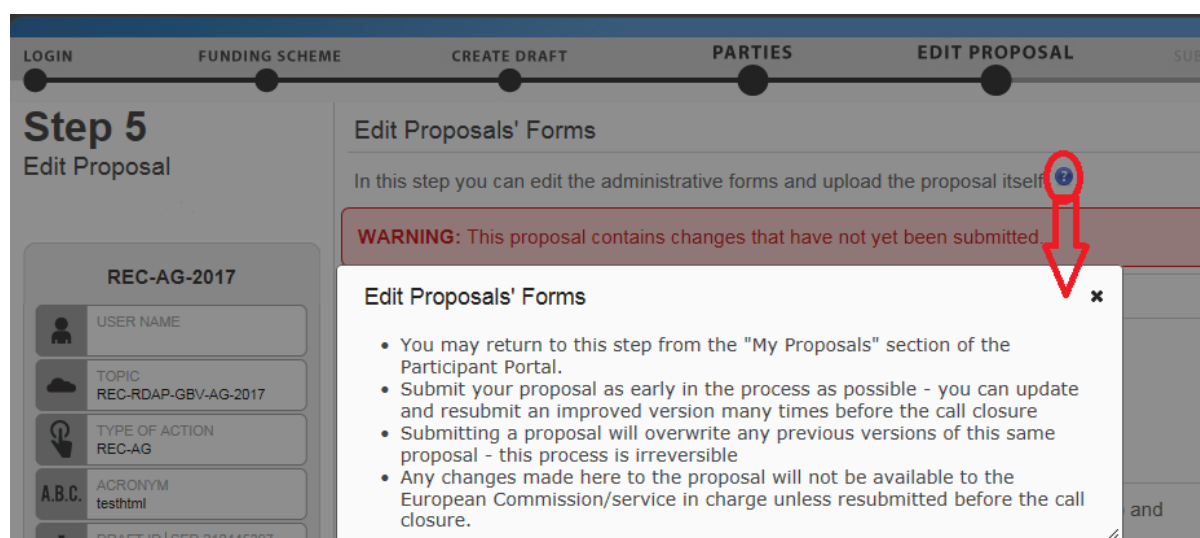 LOGIN FUNDING SCHEME CREATE DRAFT PARTIES EDIT PROPOSAL
Step 5
Edit Proposal
Edit Proposals' Forms
In this step you can edit the administrative forms and upload the proposal itself
WARNING: This proposal contains changes that have not yet been submitted.
REC-AG-2017
USER NAME
TOPIC
REC-RDAP-GBV-AG-2017
TYPE OF ACTION
REC-AG
A.B.C.
ACRONYM
testhtml
Edit Proposals' Forms
• You may return to this step from the "My Proposals" section of the
Participant Portal.
• Submit your proposal as early in the process as possible - you can update
and resubmit an improved version many times before the call closure
• Submitting a proposal will overwrite any previous versions of this same
proposal - this process is irreversible
• Any changes made here to the proposal will not be available to the
European Commission/service in charge unless resubmitted before the call
closure.
and